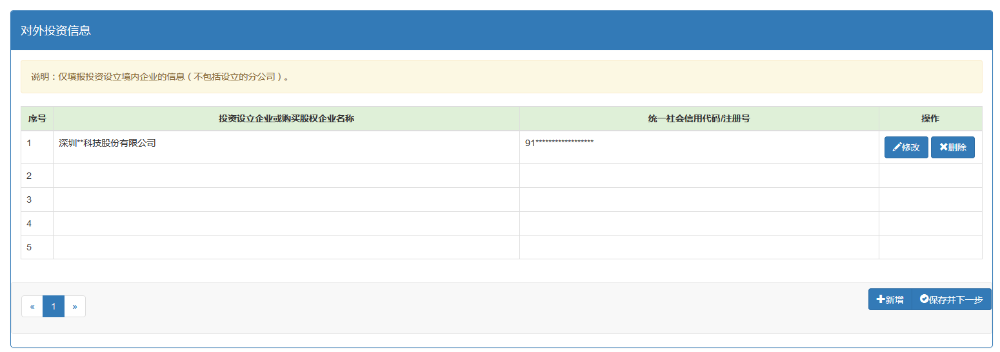 对外投资信息
说明：仅填报投资设立境内企业的信息（不包括设立的分公司）。
序号 投资设立企业或购买股权企业名称 统一社会信用代码/注册号 操作
1 深圳**科技股份有限公司 91****************** 修改 删除
2
3
4
5
« 1 » 新增 保存并下一步